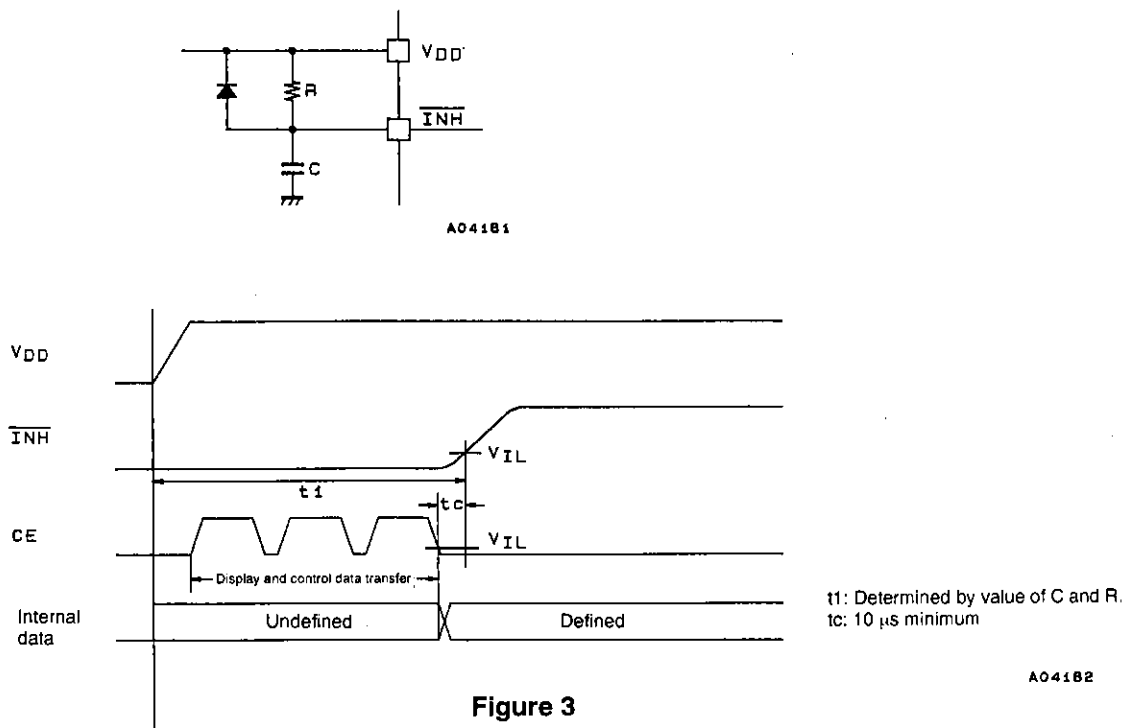 VDD
R
INH
C
A04181
VDD
INH
VIL
t1
tc
CE
VIL
Display and control data transfer
Internal data
Undefined
Defined
t1: Determined by value of C and R.
tc: 10 μs minimum
A04182
Figure 3